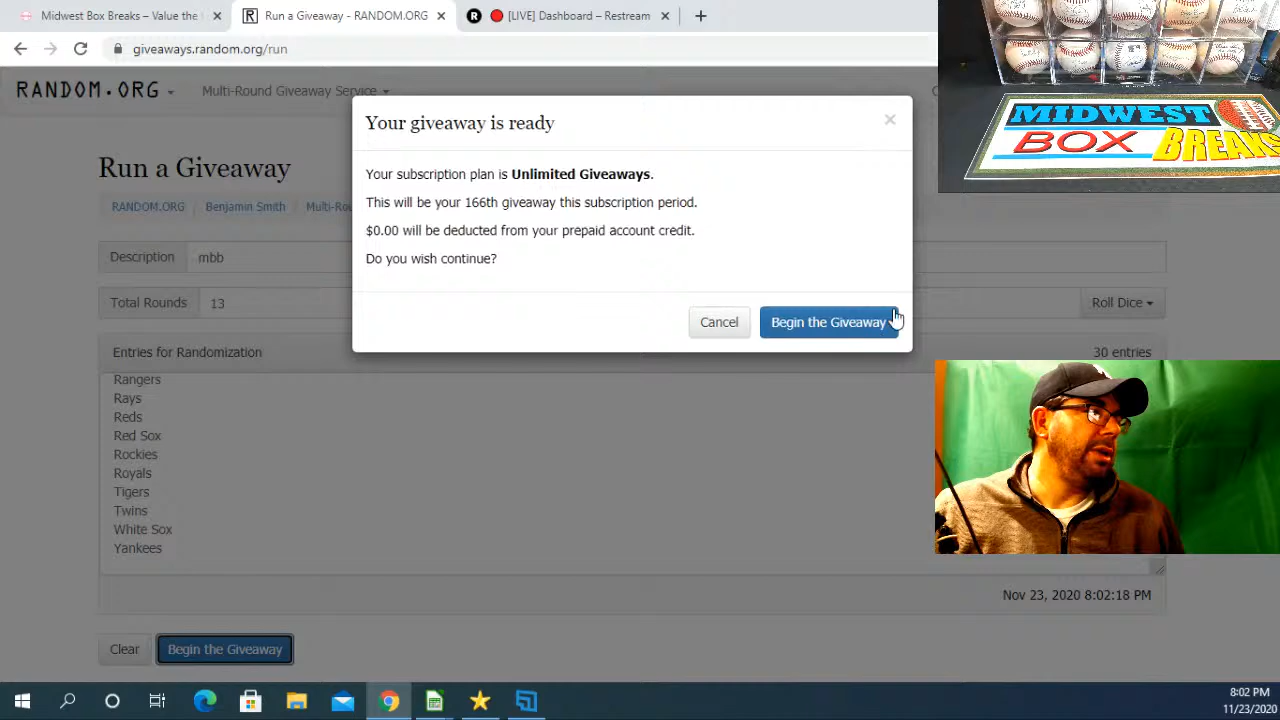 Midwest Box Breaks – Value the
Run a Giveaway - RANDOM.ORG
[LIVE] Dashboard – Restream
giveaways.random.org/run
RANDOM.ORG
Multi-Round Giveaway Service
Your giveaway is ready
Your subscription plan is Unlimited Giveaways.
This will be your 166th giveaway this subscription period.
$0.00 will be deducted from your prepaid account credit.
Do you wish continue?
Cancel
Begin the Giveaway
Run a Giveaway
RANDOM.ORG
Benjamin Smith
Multi-Rou
Description
mbb
Total Rounds
13
Roll Dice
Entries for Randomization
30 entries
Rangers
Rays
Reds
Red Sox
Rockies
Royals
Tigers
Twins
White Sox
Yankees
Nov 23, 2020 8:02:18 PM
Clear
Begin the Giveaway
MIDWEST
BOX BREAKS
8:02 PM
11/23/2020